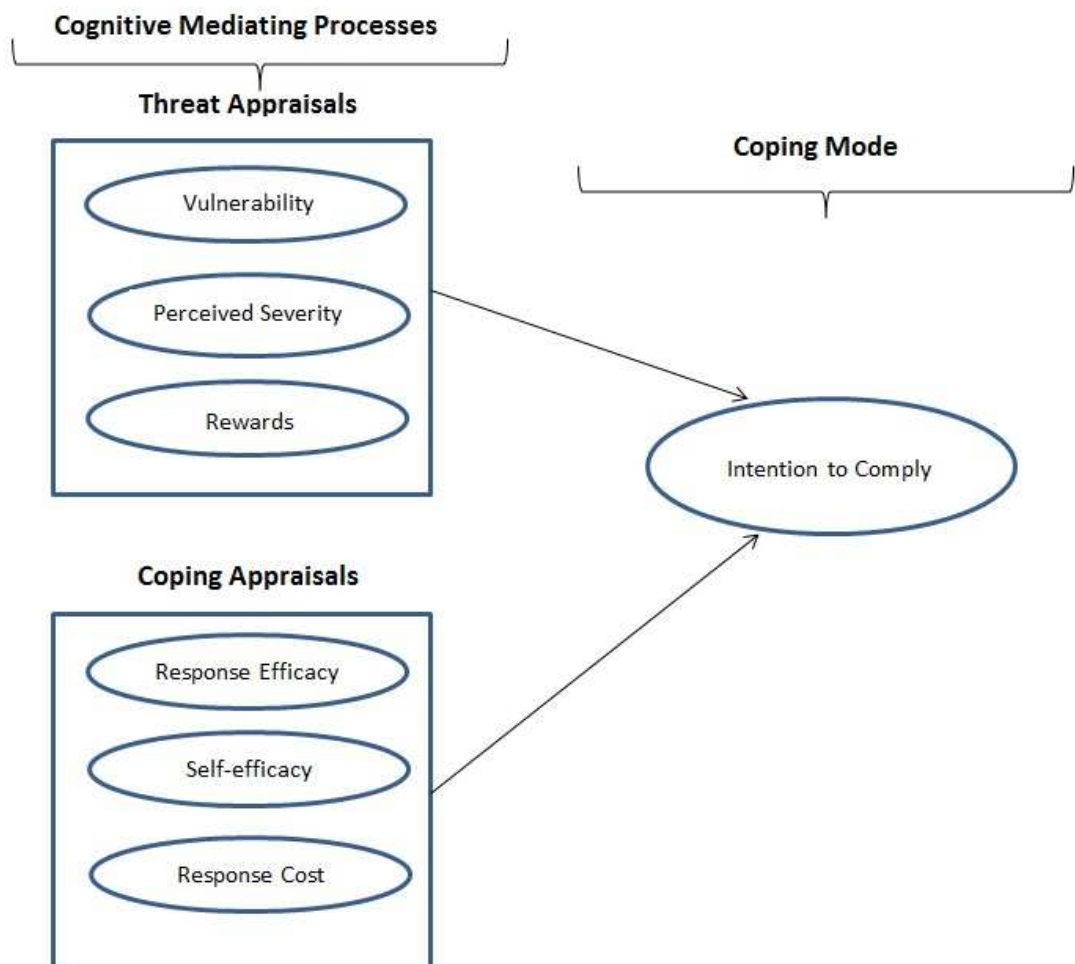 Cognitive Mediating Processes
Threat Appraisals
Vulnerability
Perceived Severity
Rewards
Coping Appraisals
Response Efficacy
Self-efficacy
Response Cost
Coping Mode
Intention to Comply